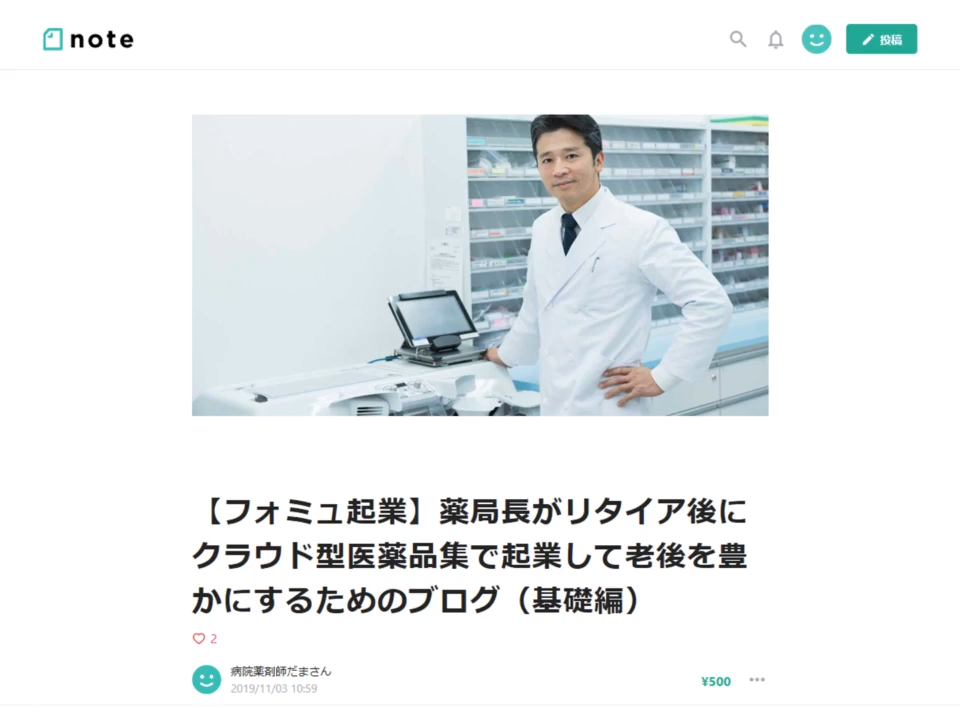 note
投稿
【フォミュ起業】薬局長がリタイア後に
クラウド型医薬品集で起業して老後を豊
かにするためのブログ（基礎編）
2
病院薬剤師だまさん
2019/11/03 10:59
¥500